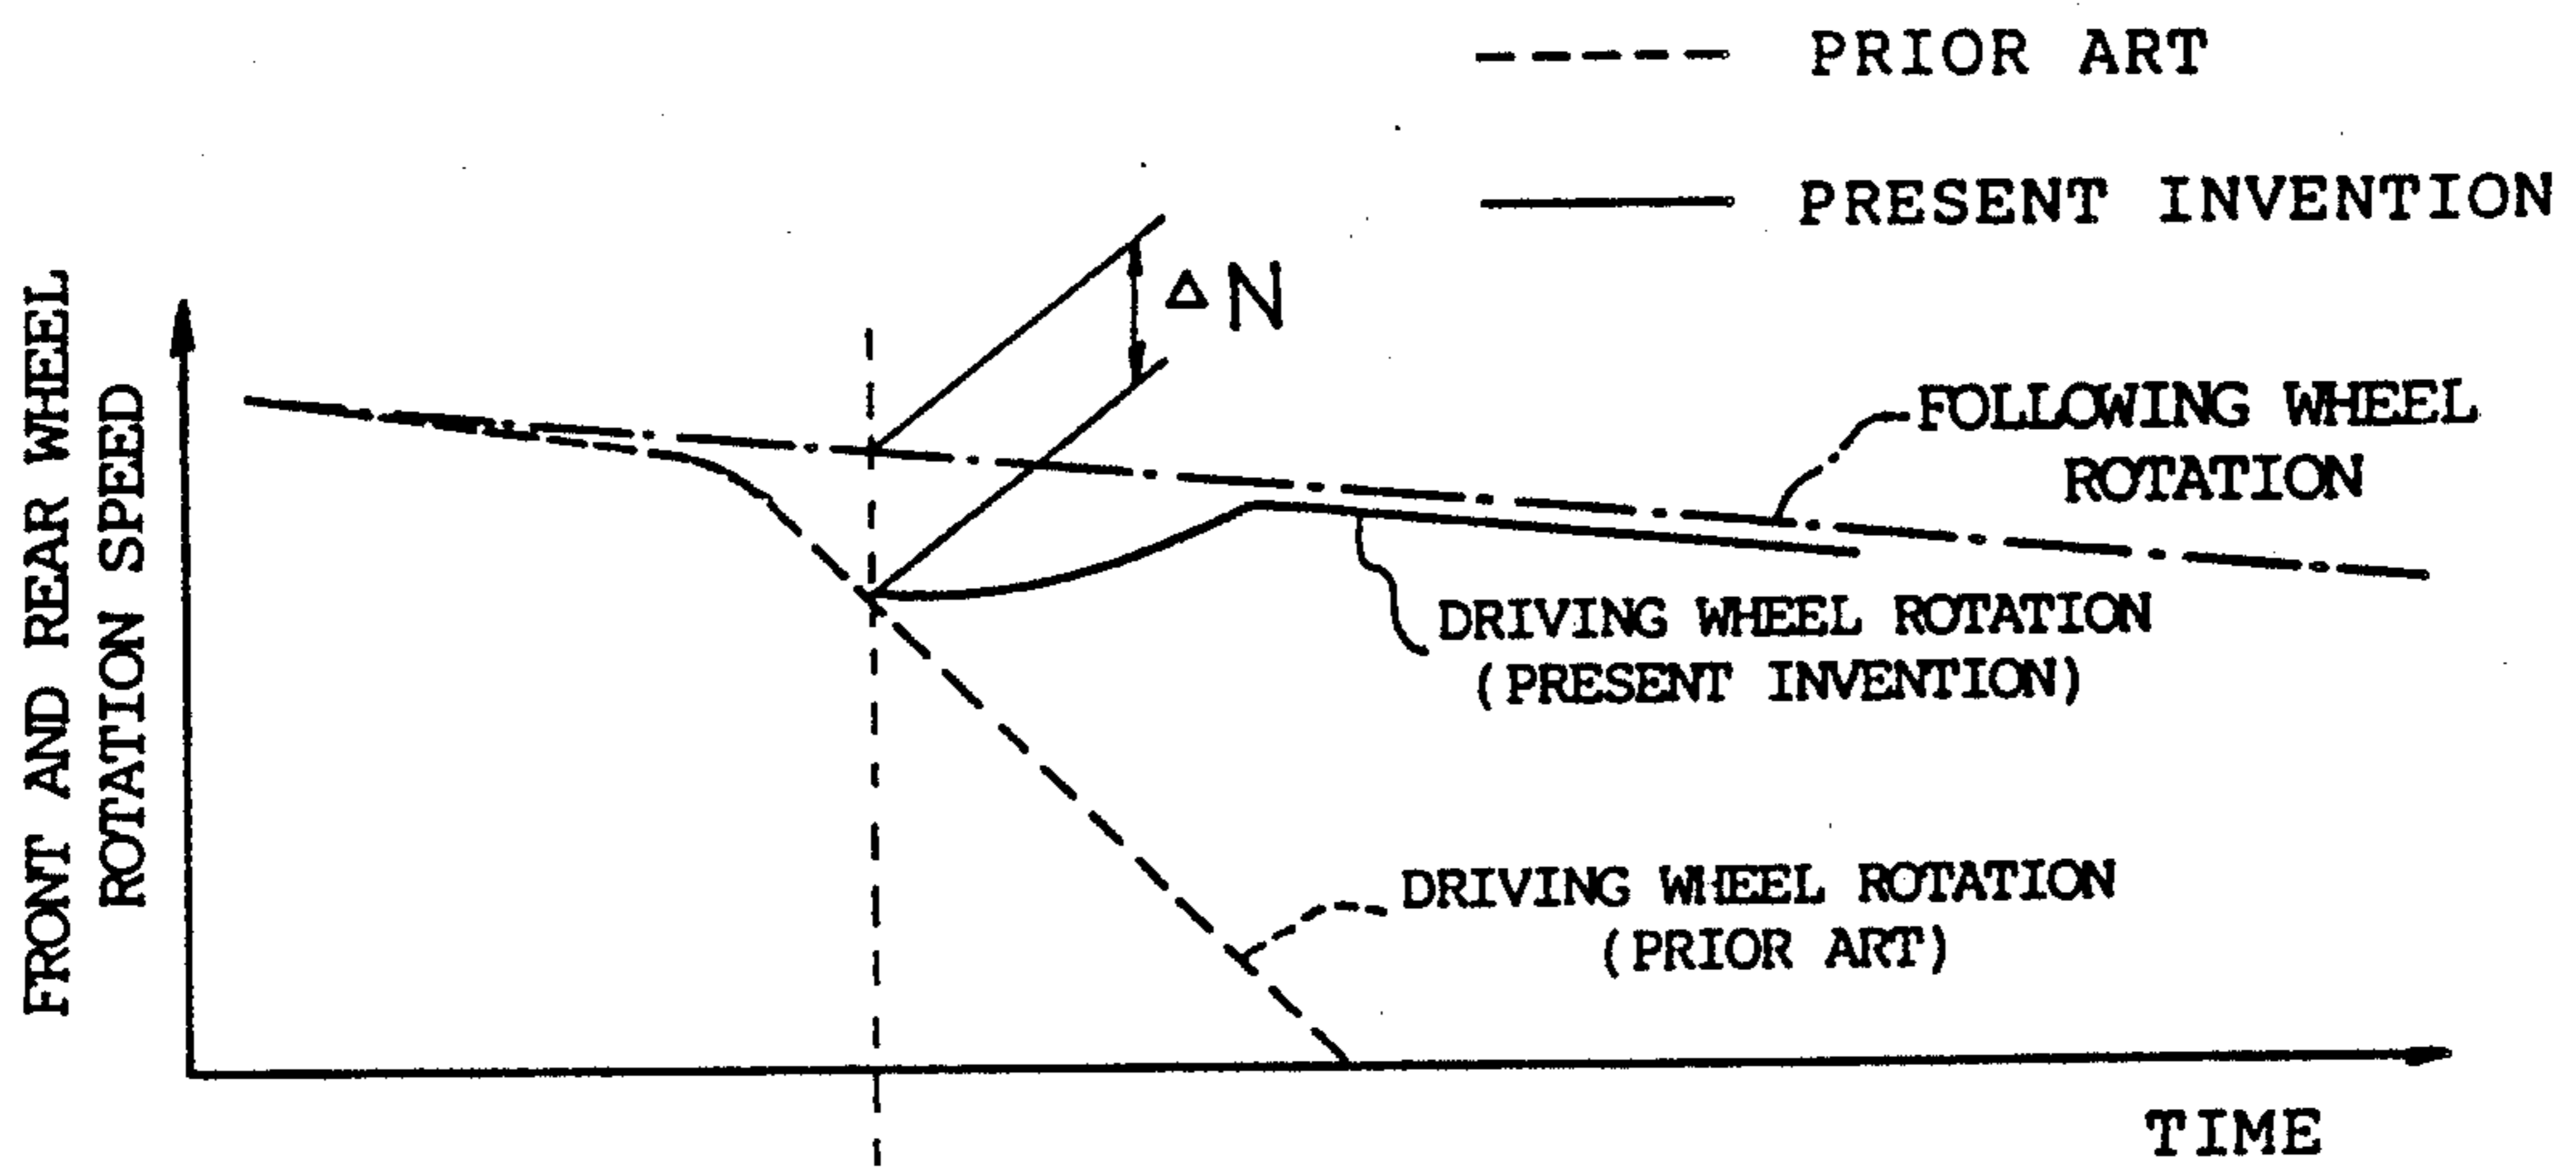 PRIOR ART
PRESENT INVENTION
ΔN
FRONT AND REAR WHEEL
ROTATION SPEED
FOLLOWING WHEEL
ROTATION
DRIVING WHEEL ROTATION
(PRESENT INVENTION)
DRIVING WHEEL ROTATION
(PRIOR ART)
TIME